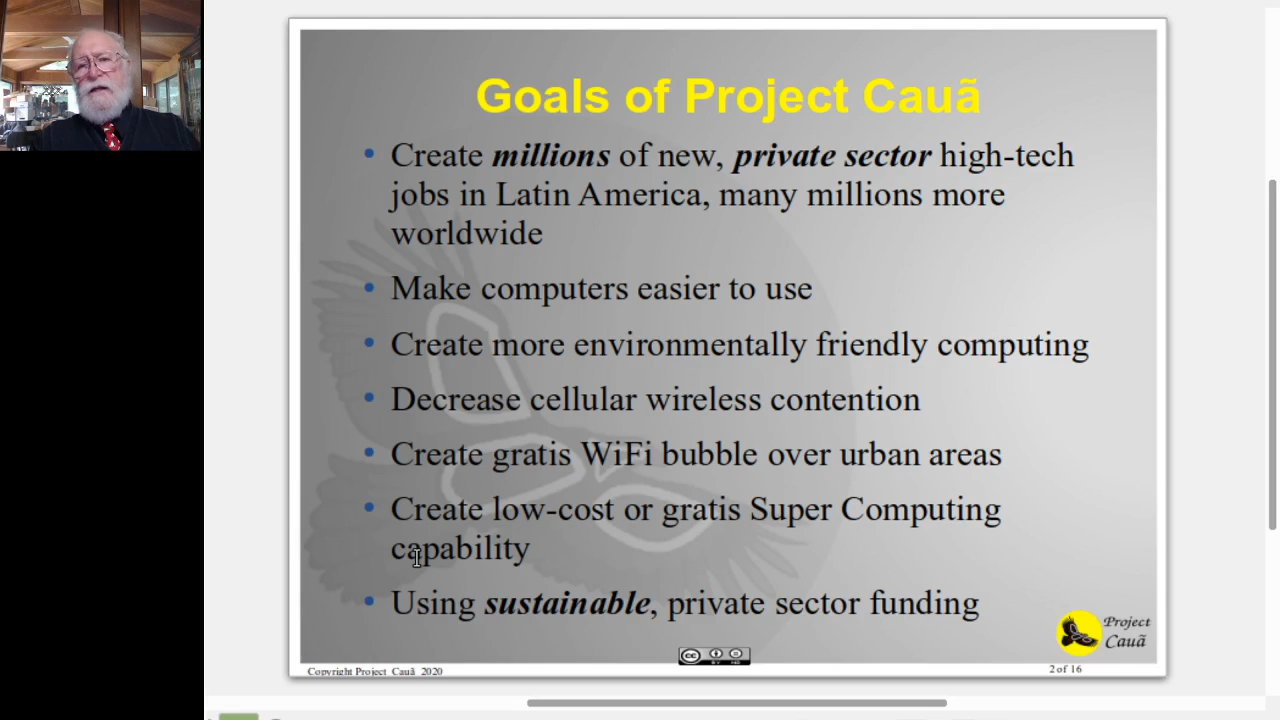 Goals of Project Cauã
• Create millions of new, private sector high-tech
jobs in Latin America, many millions more
worldwide
• Make computers easier to use
• Create more environmentally friendly computing
• Decrease cellular wireless contention
• Create gratis WiFi bubble over urban areas
• Create low-cost or gratis Super Computing
capability
• Using sustainable, private sector funding
Project
Cauã
cc BY ND
Copyright Project Cauã 2020
2 of 16